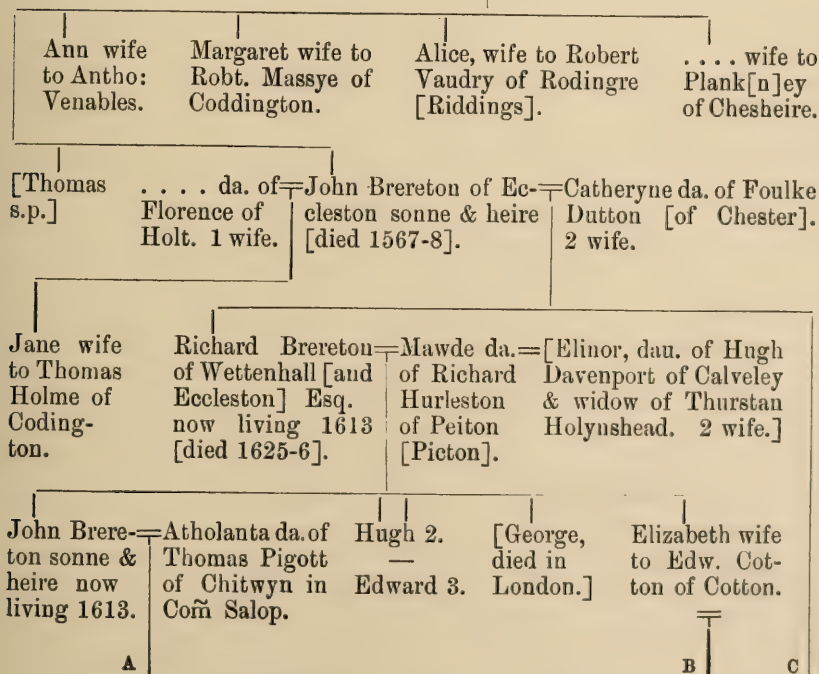 Ann wife
to Antho:
Venables.
Margaret wife to
Robt. Massye of
Coddington.
Alice, wife to Robert
Vaudry of Rodingre
[Riddings].
. . . . wife to
Plank[n]ey
of Chesheire.
[Thomas
s.p.]
. . . . da. of
Florence of
Holt. 1 wife.
John Brereton of Ec-
cleston sonne & heire
[died 1567-8].
Catheryne da. of Foulke
Dutton [of Chester].
2 wife.
Jane wife
to Thomas
Holme of
Coding-
ton.
Richard Brereton
of Wettenhall [and
Eccleston] Esq.
now living 1613
[died 1625-6].
Mawde da.
of Richard
Hurleston
of Peiton
[Picton].
[Elinor, dau. of Hugh
Davenport of Calveley
& widow of Thurstan
Holynshead. 2 wife.]
John Brere-
ton sonne &
heire now
living 1613.
Atholanta da. of
Thomas Pigott
of Chitwyn in
Com̃ Salop.
Hugh 2.
—
Edward 3.
[George,
died in
London.]
Elizabeth wife
to Edw. Cot-
ton of Cotton.
A
B
C